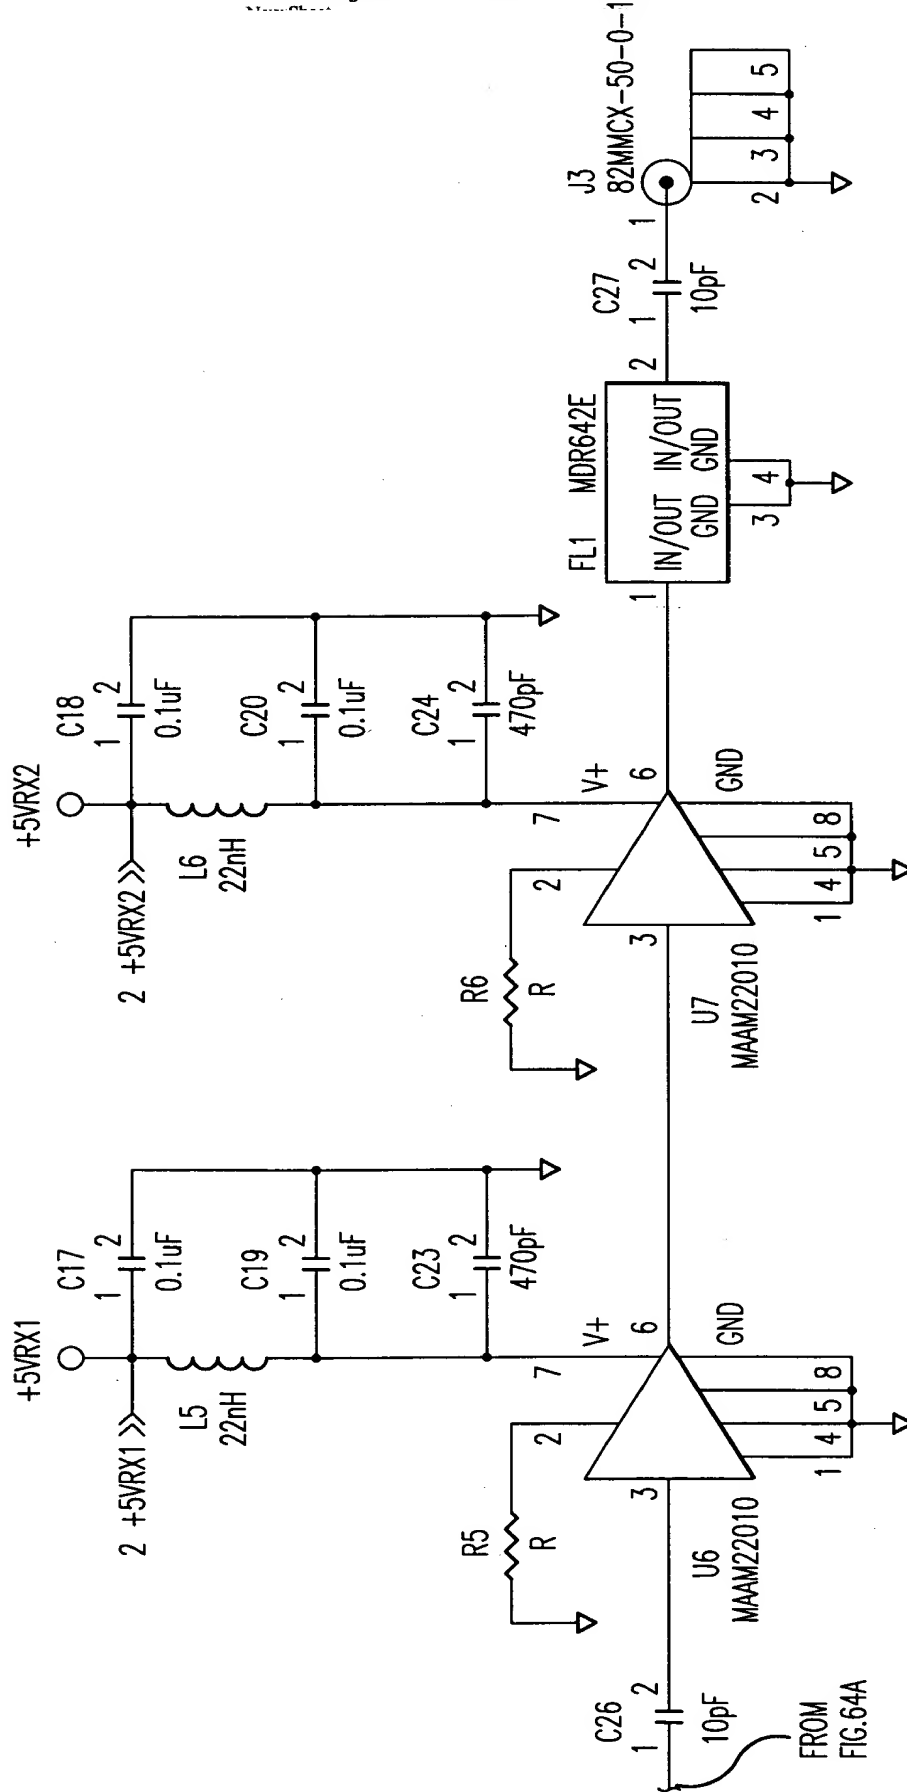 +5VRX1
2 +5VRX1
C17
1 2
0.1uF
L5
22nH
C19
1 2
0.1uF
C23
1 2
470pF
R5
R
2
7
V+
6
3
GND
1 4 5 8
U6
MAAM22010
C26
1 2
10pF
FROM
FIG.64A
+5VRX2
2 +5VRX2
C18
1 2
0.1uF
L6
22nH
C20
1 2
0.1uF
C24
1 2
470pF
R6
R
2
7
V+
6
3
GND
1 4 5 8
U7
MAAM22010
FL1 MDR642E
1
IN/OUT IN/OUT
GND GND
2
3 4
C27
1 2
10pF
J3
82MMCX-50-0-1
1
2 3 4 5